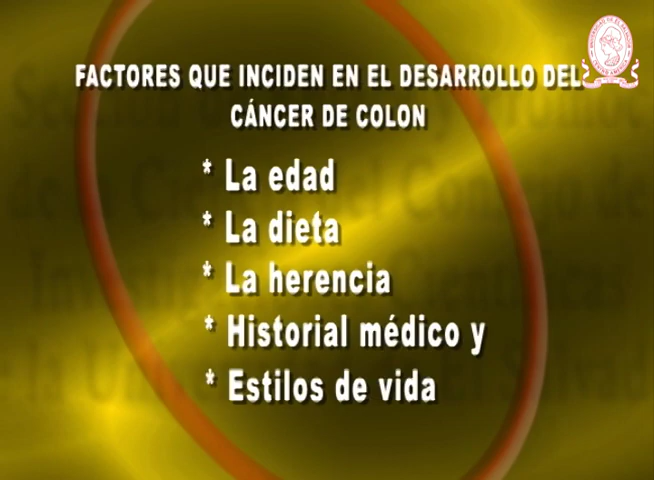 FACTORES QUE INCIDEN EN EL DESARROLLO DEL
CÁNCER DE COLON
* La edad
* La dieta
* La herencia
* Historial médico y
* Estilos de vida